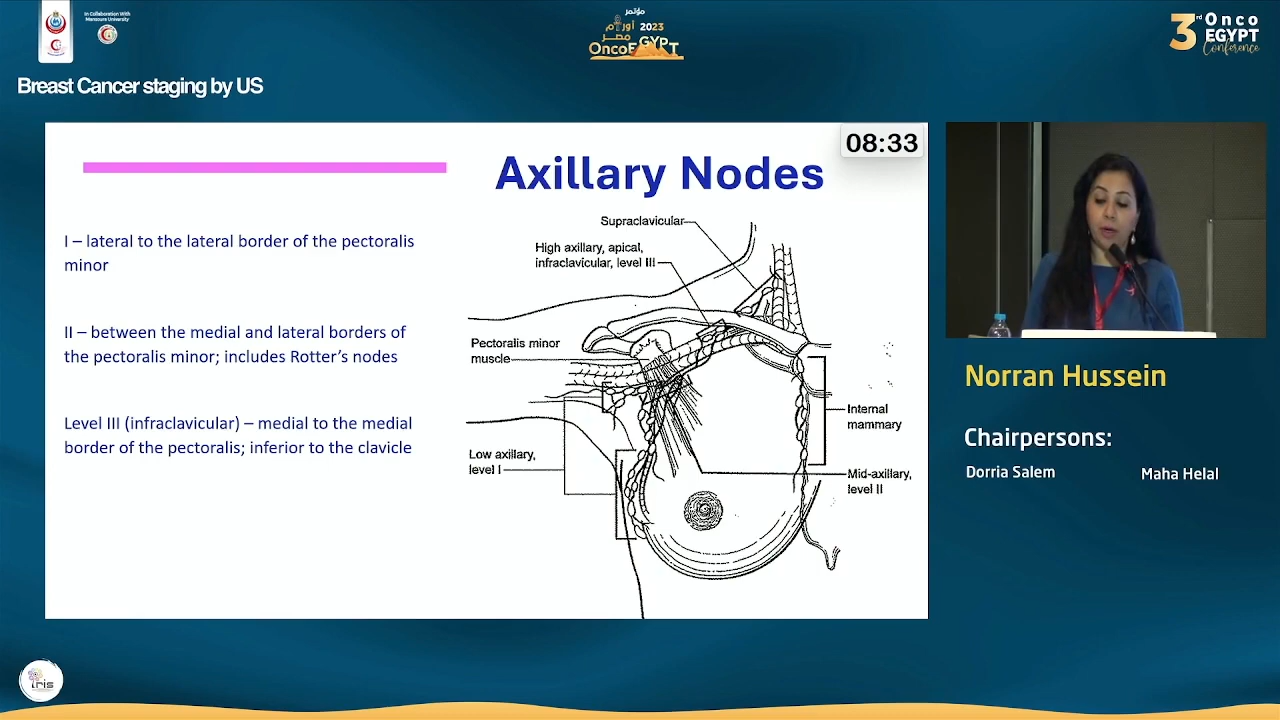 In Collaboration With
Mansoura University
مؤتمر
أورام 2023
مصر
OncoEGYPT
3rd Onco
EGYPT
Conference
Breast Cancer staging by US
08:33
Axillary Nodes
I – lateral to the lateral border of the pectoralis
minor
II – between the medial and lateral borders of
the pectoralis minor; includes Rotter’s nodes
Level III (infraclavicular) – medial to the medial
border of the pectoralis; inferior to the clavicle
Supraclavicular
High axillary, apical,
infraclavicular, level III
Pectoralis minor
muscle
Low axillary,
level I
Internal
mammary
Mid-axillary,
level II
Norran Hussein
Chairpersons:
Dorria Salem
Maha Helal
iris